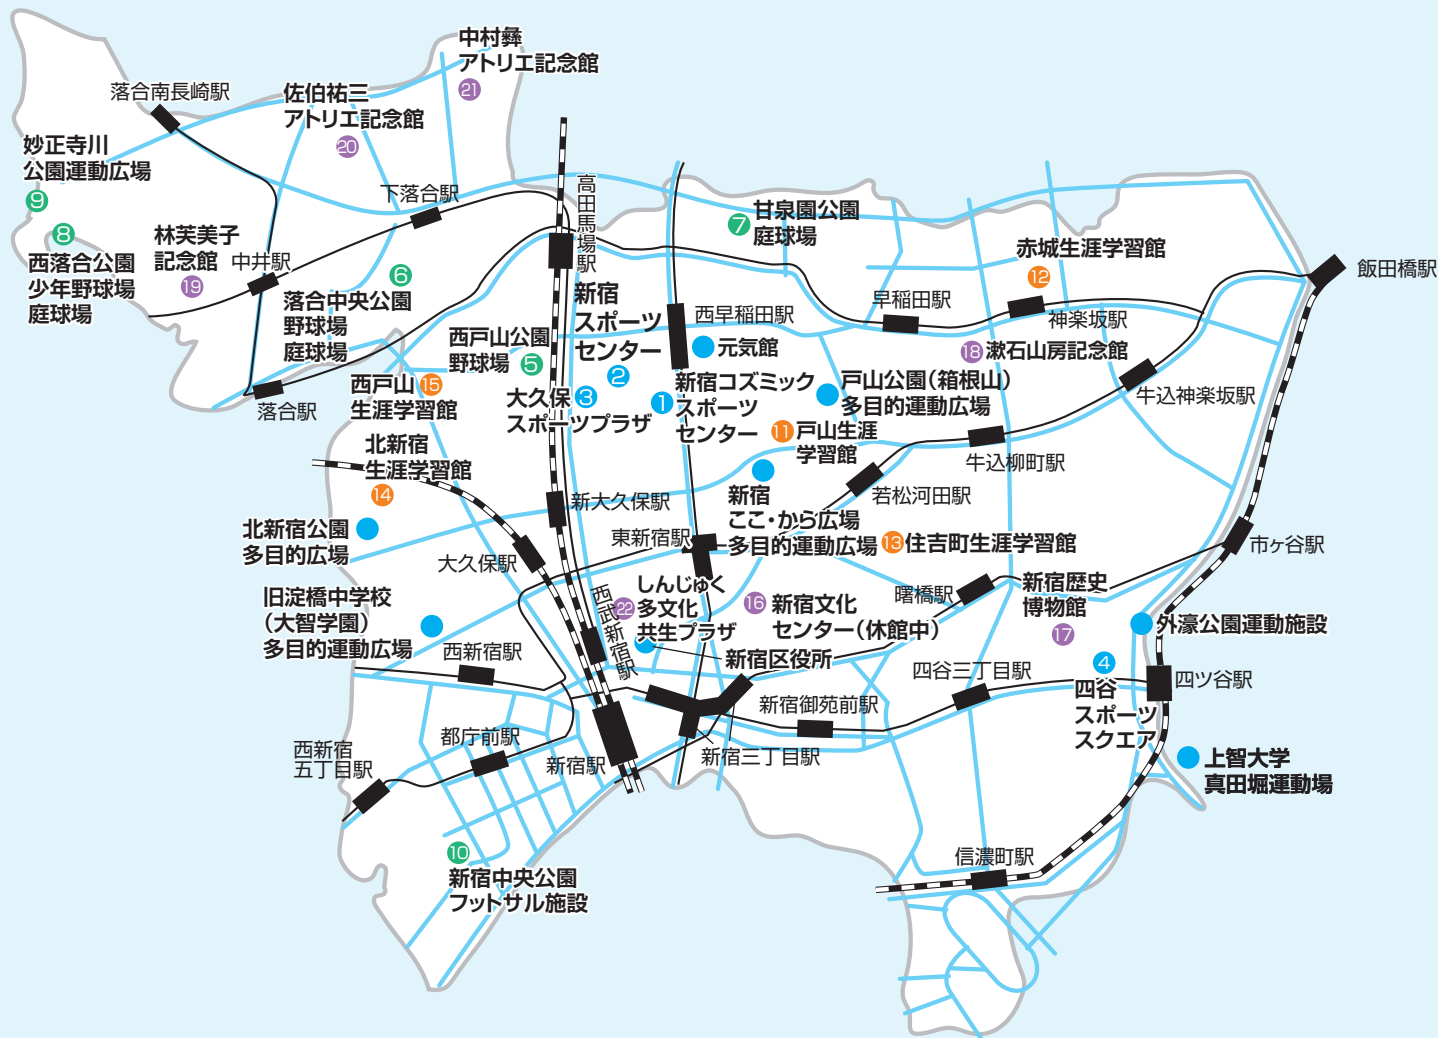 中村彝
アトリエ記念館
21
落合南長崎駅
佐伯祐三
アトリエ記念館
20
妙正寺川
公園運動広場
9
下落合駅
高田馬場駅
8
西落合公園
少年野球場
庭球場
林芙美子
記念館
19
中井駅
7
甘泉園公園
庭球場
赤城生涯学習館
12
飯田橋駅
6
落合中央公園
野球場
庭球場
新宿
スポーツ
センター
2
西早稲田駅
早稲田駅
神楽坂駅
西戸山公園
野球場
5
元気館
18
漱石山房記念館
落合駅
西戸山
生涯学習館
15
大久保
スポーツプラザ
3
1
新宿コズミック
スポーツ
センター
戸山公園(箱根山)
多目的運動広場
牛込神楽坂駅
11
戸山生涯
学習館
北新宿
生涯学習館
14
牛込柳町駅
若松河田駅
新大久保駅
新宿
ここ・から広場
多目的運動広場
北新宿公園
多目的広場
東新宿駅
13
住吉町生涯学習館
市ヶ谷駅
大久保駅
旧淀橋中学校
(大智学園)
多目的運動広場
西武新宿駅
しんじゅく
多文化
共生プラザ
22
16
新宿文化
センター(休館中)
曙橋駅
新宿歴史
博物館
17
外濠公園運動施設
西新宿駅
新宿区役所
四谷三丁目駅
4
四谷
スポーツ
スクエア
四ツ谷駅
新宿御苑前駅
都庁前駅
西新宿
五丁目駅
新宿駅
新宿三丁目駅
上智大学
真田堀運動場
10
新宿中央公園
フットサル施設
信濃町駅